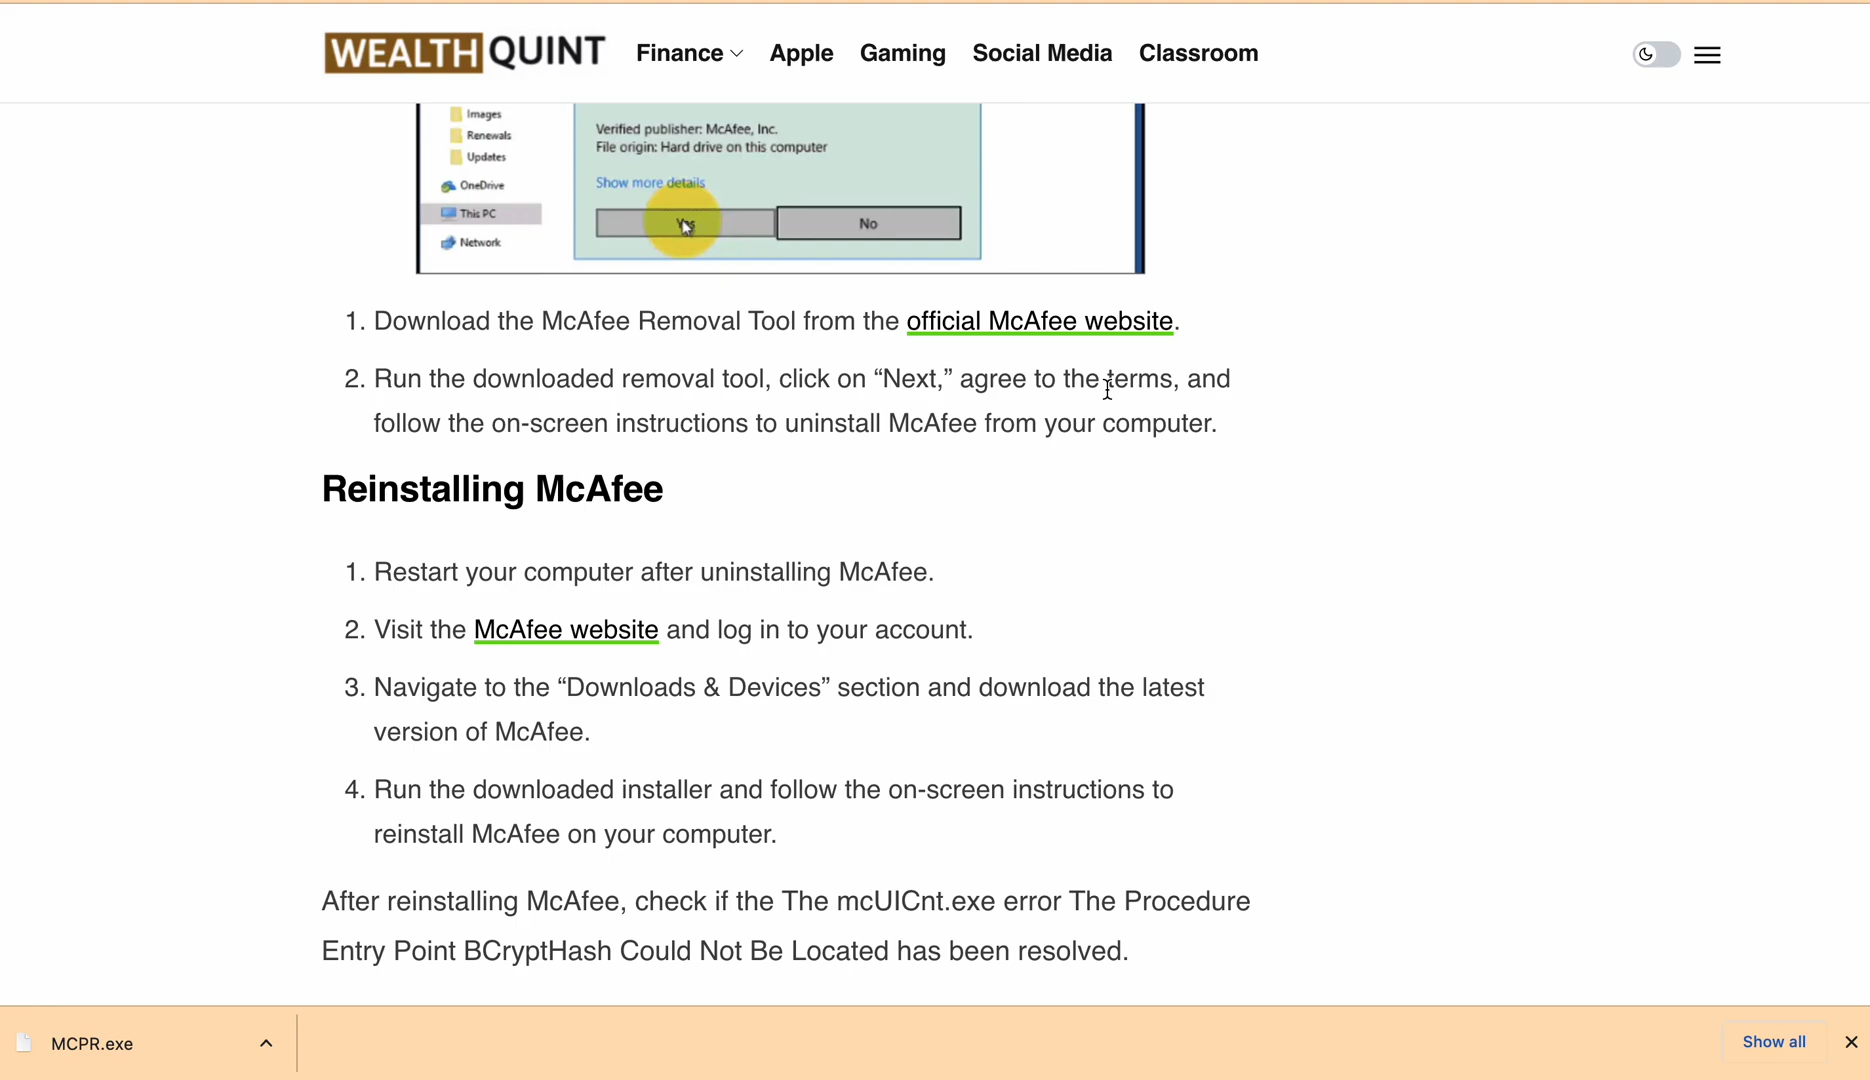 WEALTH QUINT Finance Apple Gaming Social Media Classroom
Images
Renewals
Updates
OneDrive
This PC
Network
Verified publisher: McAfee, Inc.
File origin: Hard drive on this computer
Show more details
Yes No
1. Download the McAfee Removal Tool from the official McAfee website.
2. Run the downloaded removal tool, click on “Next,” agree to the terms, and
follow the on-screen instructions to uninstall McAfee from your computer.
Reinstalling McAfee
1. Restart your computer after uninstalling McAfee.
2. Visit the McAfee website and log in to your account.
3. Navigate to the “Downloads & Devices” section and download the latest
version of McAfee.
4. Run the downloaded installer and follow the on-screen instructions to
reinstall McAfee on your computer.
After reinstalling McAfee, check if the The mcUICnt.exe error The Procedure
Entry Point BCryptHash Could Not Be Located has been resolved.
MCPR.exe Show all